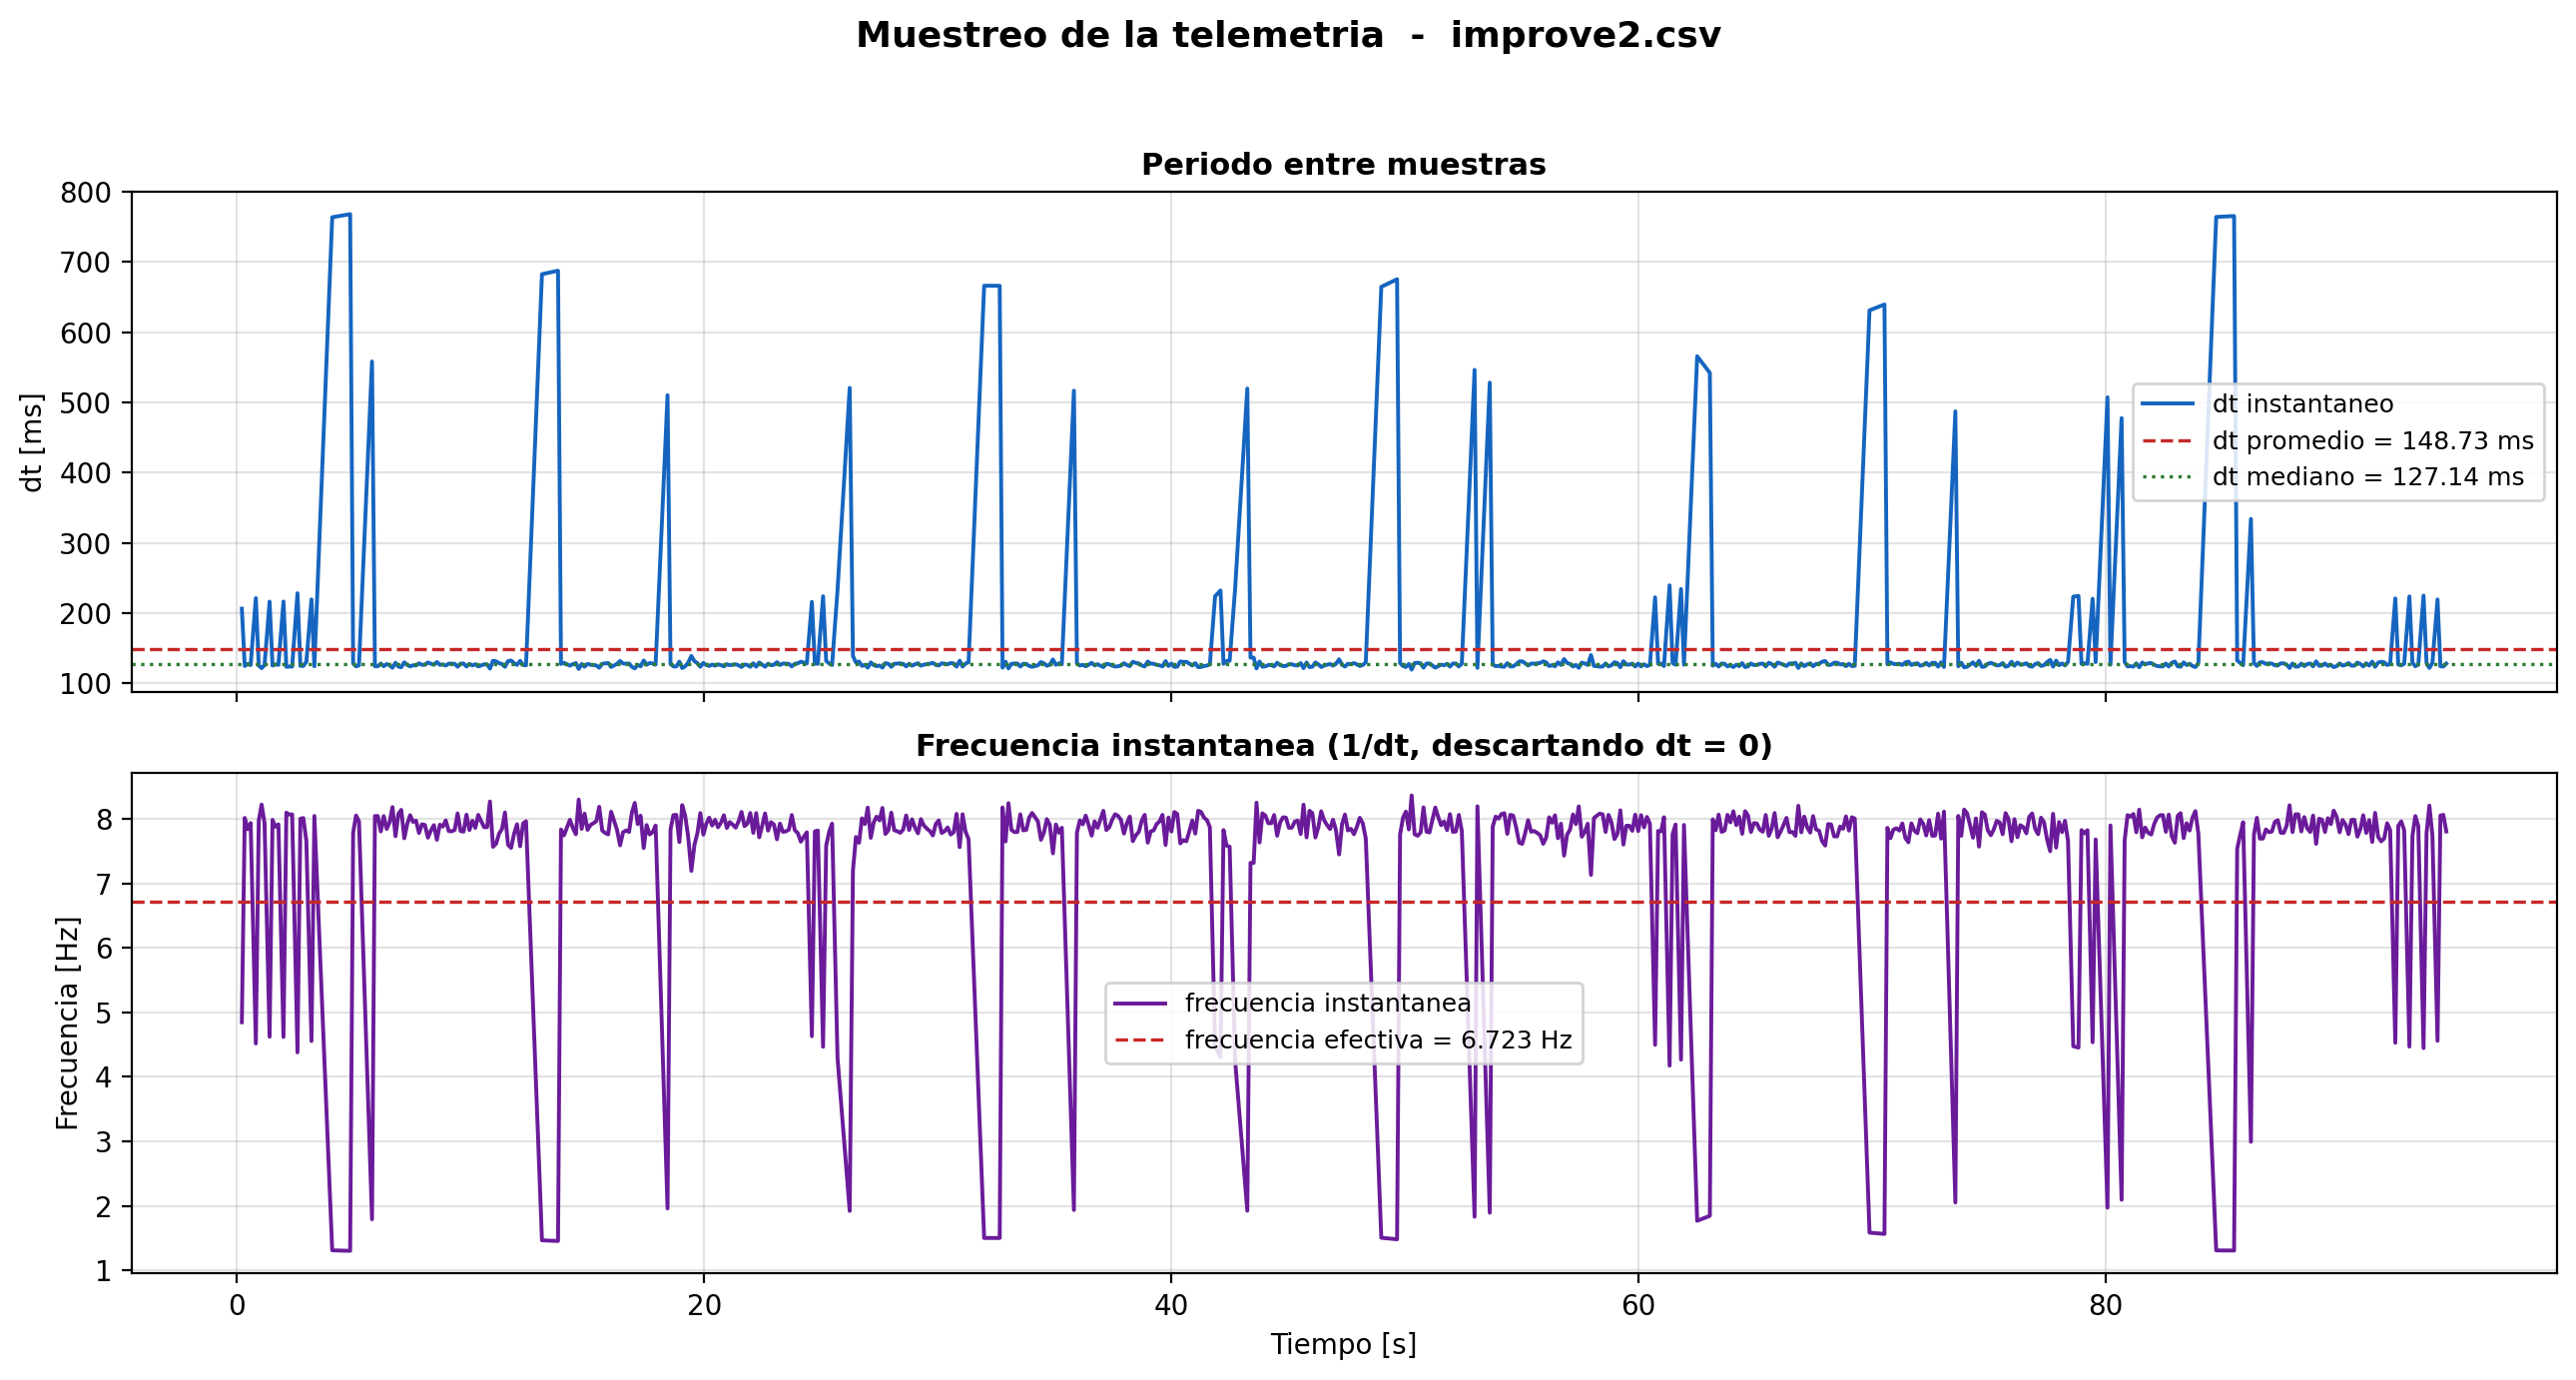 Muestreo de la telemetria - improve2.csv
Periodo entre muestras
800
700
600
500
400
300
200
100
dt [ms]
dt instantaneo
dt promedio = 148.73 ms
dt mediano = 127.14 ms
Frecuencia instantanea (1/dt, descartando dt = 0)
8
7
6
5
4
3
2
1
Frecuencia [Hz]
frecuencia instantanea
frecuencia efectiva = 6.723 Hz
0 20 40 60 80
Tiempo [s]